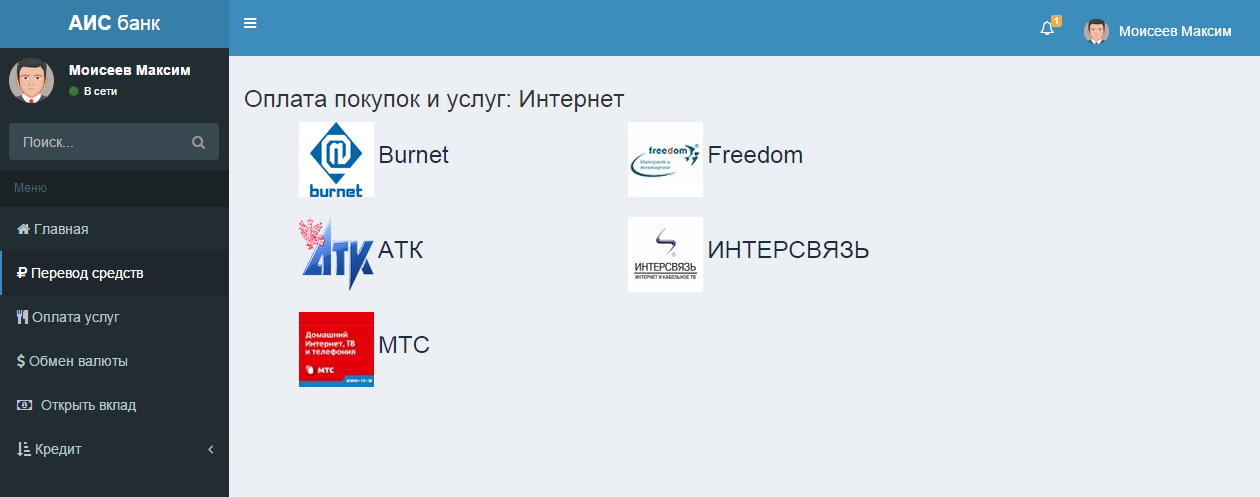 АИС банк
1
Моисеев Максим
Моисеев Максим
В сети
Поиск...
Меню
Главная
Перевод средств
Оплата услуг
Обмен валюты
Открыть вклад
Кредит
Оплата покупок и услуг: Интернет
burnet
Burnet
freedom
Интернет и
телевидение
Freedom
АТК
АТК
ИНТЕРСВЯЗЬ
ИНТЕРНЕТ И КАБЕЛЬНОЕ ТВ
ИНТЕРСВЯЗЬ
Домашний
Интернет, ТВ
и телефония
МТС
МТС